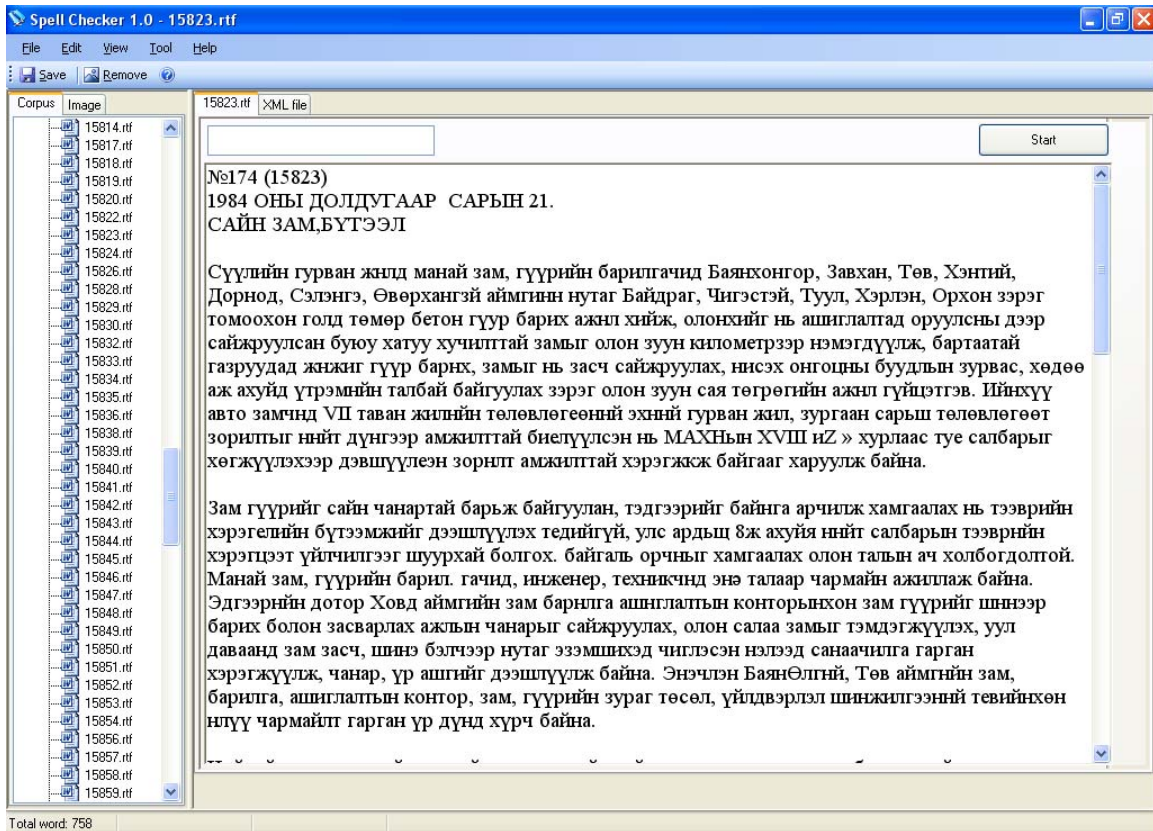 Spell Checker 1.0 - 15823.rtf
File Edit View Tool Help
Save Remove
Corpus Image
15814.rtf
15817.rtf
15818.rtf
15819.rtf
15820.rtf
15822.rtf
15823.rtf
15824.rtf
15826.rtf
15828.rtf
15829.rtf
15830.rtf
15832.rtf
15833.rtf
15834.rtf
15835.rtf
15836.rtf
15838.rtf
15839.rtf
15840.rtf
15841.rtf
15842.rtf
15843.rtf
15844.rtf
15845.rtf
15846.rtf
15847.rtf
15848.rtf
15849.rtf
15850.rtf
15851.rtf
15852.rtf
15853.rtf
15854.rtf
15856.rtf
15857.rtf
15858.rtf
15859.rtf
15823.rtf XML file
Start
№174 (15823)
1984 ОНЫ ДОЛДУГААР САРЫН 21.
САЙН ЗАМ,БҮТЭЭЛ
Сүүлийн гурван жнлд манай зам, гүүрийн барилгачид Баянхонгор, Завхан, Төв, Хэнтий,
Дорнод, Сэлэнгэ, Өвөрхангзй аймгинн нутаг Байдраг, Чигэстэй, Туул, Хэрлэн, Орхон зэрэг
томоохон голд төмөр бетон гүур барих ажнл хийж, олонхийг нь ашиглалтад оруулсны дээр
сайжруулсан буюу хатуу хучилттай замыг олон зуун километрзэр нэмэгдүүлж, бартаатай
газруудад жнжиг гүүр барнх, замыг нь засч сайжруулах, нисэх онгоцны буудлын зурвас, хөдөө
аж ахуйд үтрэмнйн талбай байгуулах зэрэг олон зуун сая төгрөгийн ажнл гүйцэтгэв. Ийнхүү
авто замчнд VII таван жилнйн төлөвлөгөөннй эхннй гурван жил, зургаан сарьш төлөвлөгөөт
зорилтыг ннйт дүнгээр амжилттай биелүүлсэн нь МАХНын XVIII иZ » хурлаас туе салбарыг
хөгжүүлэхээр дэвшүүлеэн зорнлт амжилттай хэрэгжкж байгааг харуулж байна.
Зам гүүрийг сайн чанартай барьж байгуулан, тэдгээрийг байнга арчилж хамгаалах нь тээврийн
хэрэгелийн бүтээмжийг дээшлүүлэх тедийгүй, улс ардьщ 8ж ахуйя ннйт салбарын тээврнйн
хэрэгцээт үйлчилгээг шуурхай болгох. байгаль орчныг хамгаалах олон талын ач холбогдолтой.
Манай зам, гүүрийн барил. гачид, инженер, техникчнд энэ талаар чармайн ажиллаж байна.
Эдгээрнйн дотор Ховд аймгийн зам барнлга ашнглалтын конторынхон зам гүүрийг шннээр
барих болон засварлах ажлын чанарыг сайжруулах, олон салаа замыг тэмдэгжүүлэх, уул
даваанд зам засч, шинэ бэлчээр нутаг эзэмшихэд чиглэсэн нэлээд санаачилга гарган
хэрэгжүүлж, чанар, үр ашгийг дээшлүүлж байна. Энэчлэн БаянӨлгнй, Төв аймгнйн зам,
барилга, ашиглалтын контор, зам, гүүрийн зураг төсөл, үйлдвэрлэл шинжилгээннй тевийнхөн
нлүү чармайлт гарган үр дүнд хүрч байна.
Total word: 758